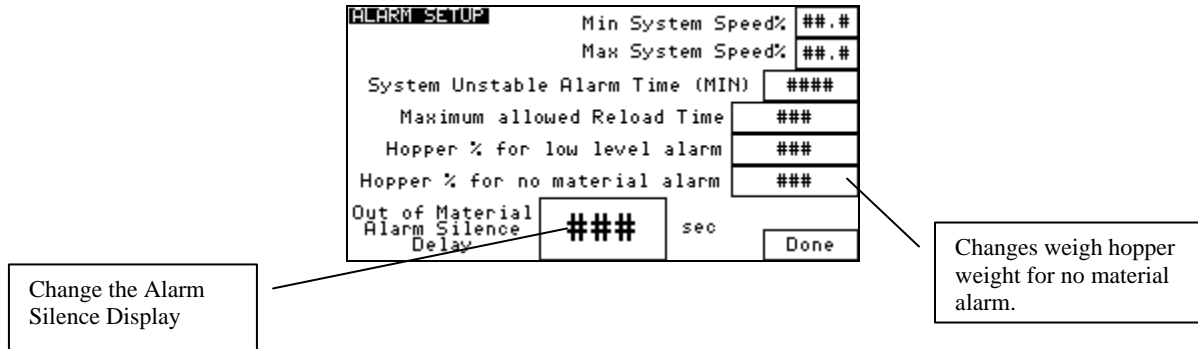 ALARM SETUP
Min System Speed% ##.#
Max System Speed% ##.#
System Unstable Alarm Time (MIN) ####
Maximum allowed Reload Time ###
Hopper % for low level alarm ###
Hopper % for no material alarm ###
Out of Material
Alarm Silence
Delay
### sec
Done
Changes weigh hopper
weight for no material
alarm.
Change the Alarm
Silence Display